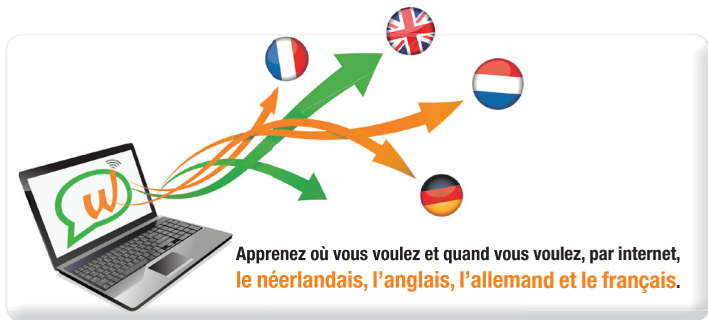 w
Apprenez où vous voulez et quand vous voulez, par internet,
le néerlandais, l'anglais, l'allemand et le français.